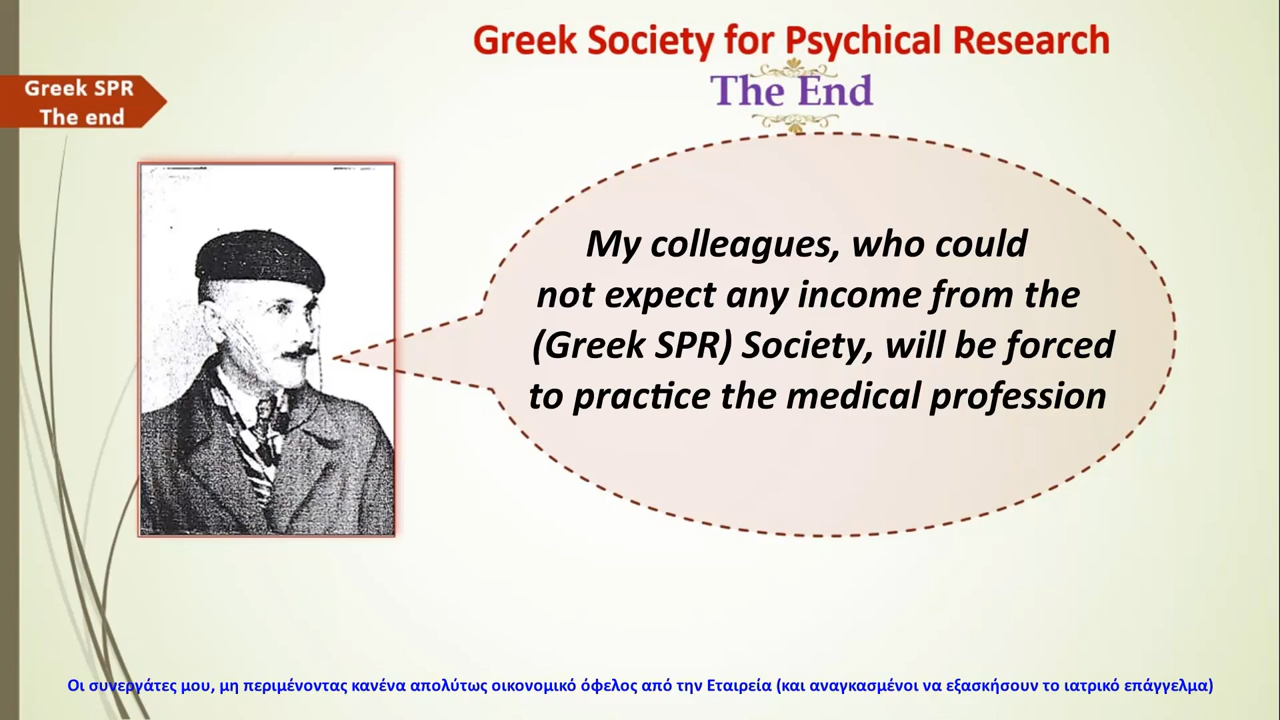 Greek Society for Psychical Research
The End
Greek SPR
The end
My colleagues, who could
not expect any income from the
(Greek SPR) Society, will be forced
to practice the medical profession
Οι συνεργάτες μου, μη περιμένοντας κανένα απολύτως οικονομικό όφελος από την Εταιρεία (και αναγκασμένοι να εξασκήσουν το ιατρικό επάγγελμα)